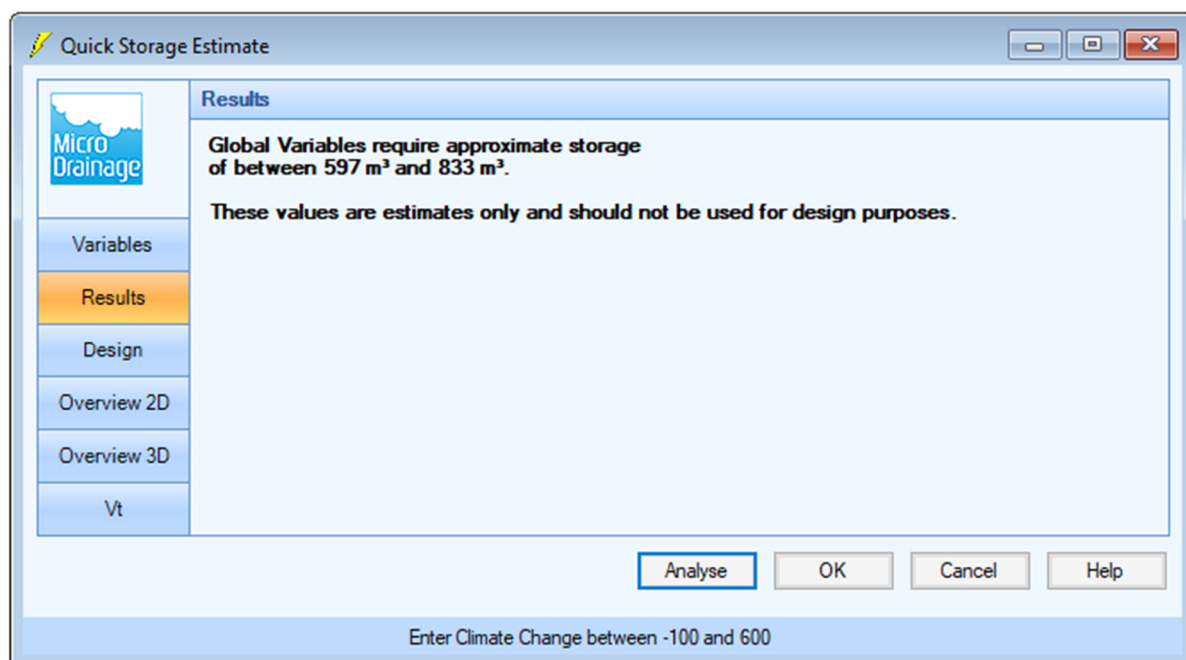 Quick Storage Estimate
Micro
Drainage
Variables
Results
Design
Overview 2D
Overview 3D
Vt
Results
Global Variables require approximate storage
of between 597 m³ and 833 m³.
These values are estimates only and should not be used for design purposes.
Analyse
OK
Cancel
Help
Enter Climate Change between -100 and 600